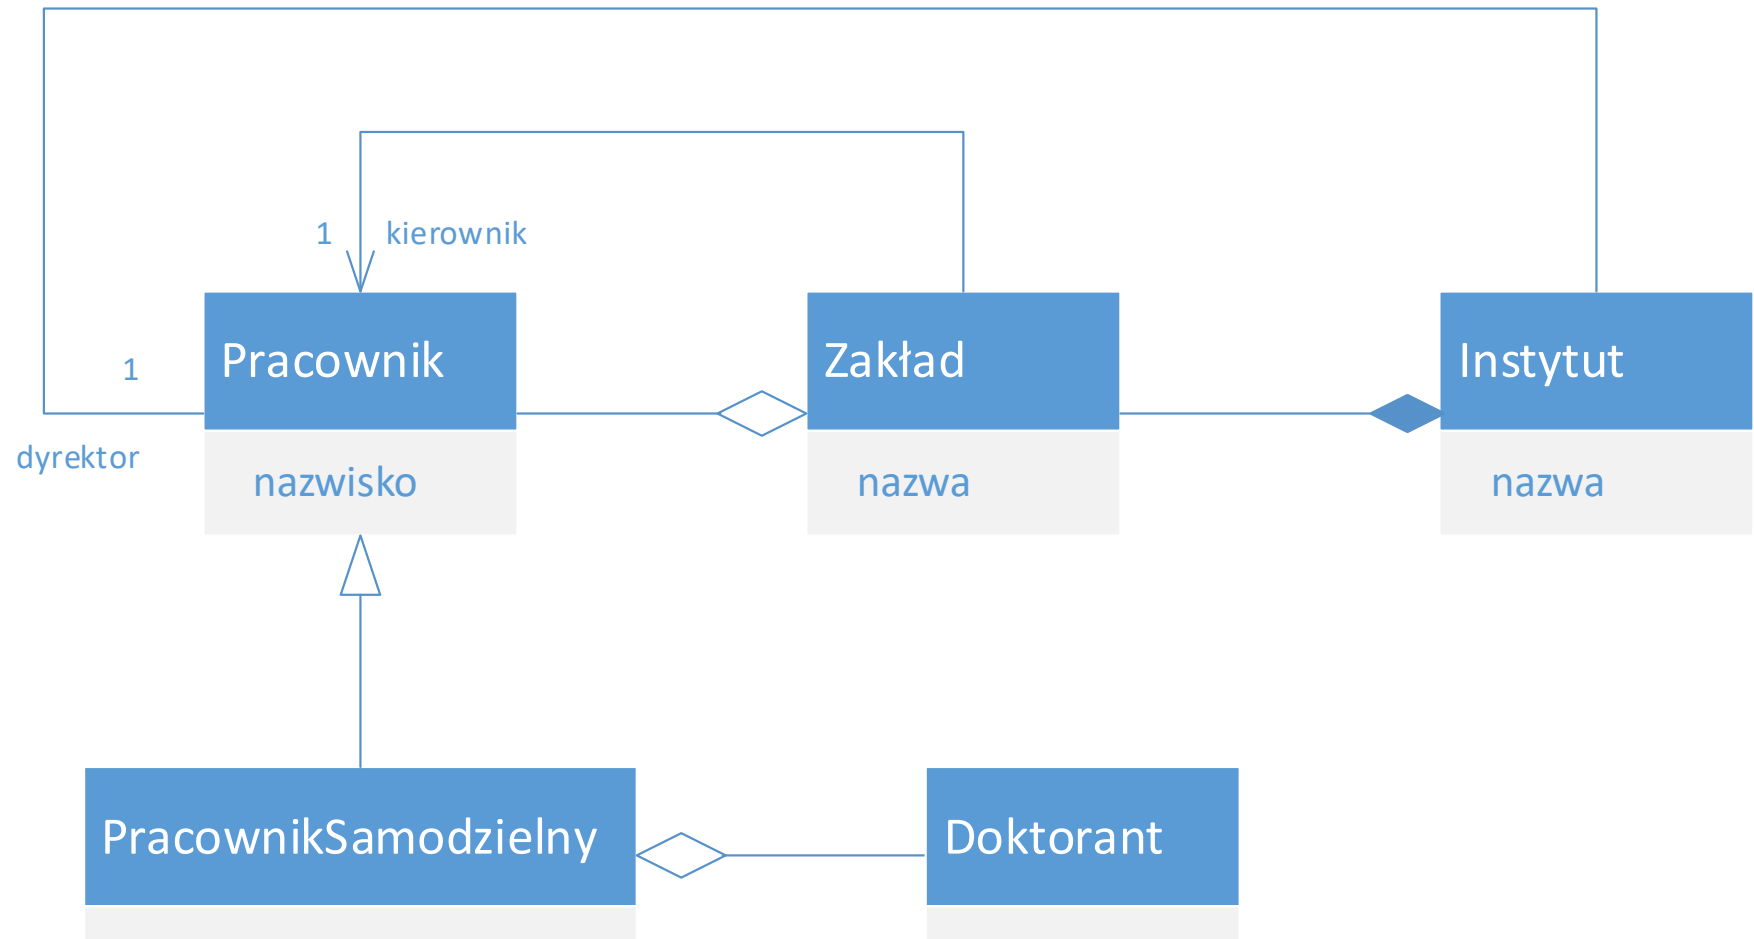 1 kierownik
Pracownik
Zakład
Instytut
1
dyrektor
nazwisko
nazwa
nazwa
PracownikSamodzielny
Doktorant